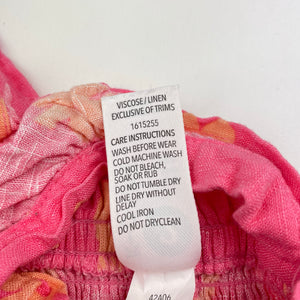 VISCOSE / LINEN
EXCLUSIVE OF TRIMS
1615255
CARE INSTRUCTIONS
WASH BEFORE WEAR
COLD MACHINE WASH
DO NOT BLEACH,
SOAK OR RUB
DO NOT TUMBLE DRY
LINE DRY WITHOUT
DELAY
COOL IRON
DO NOT DRYCLEAN
42406